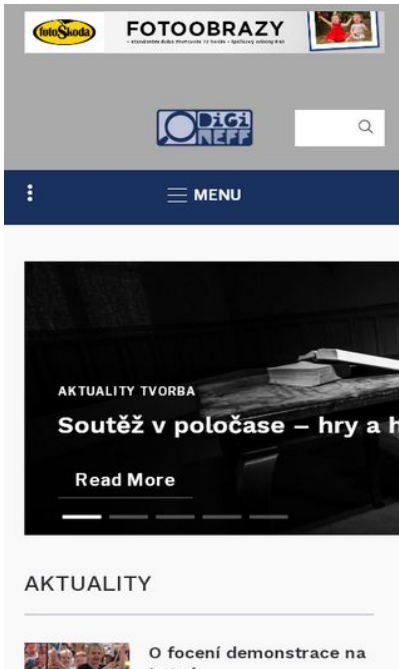 fotoŠkoda
FOTOOBRAZY
DiGi
NEFF
MENU
AKTUALITY TVORBA
Soutěž v poločase – hry a h
Read More
AKTUALITY
O focení demonstrace na